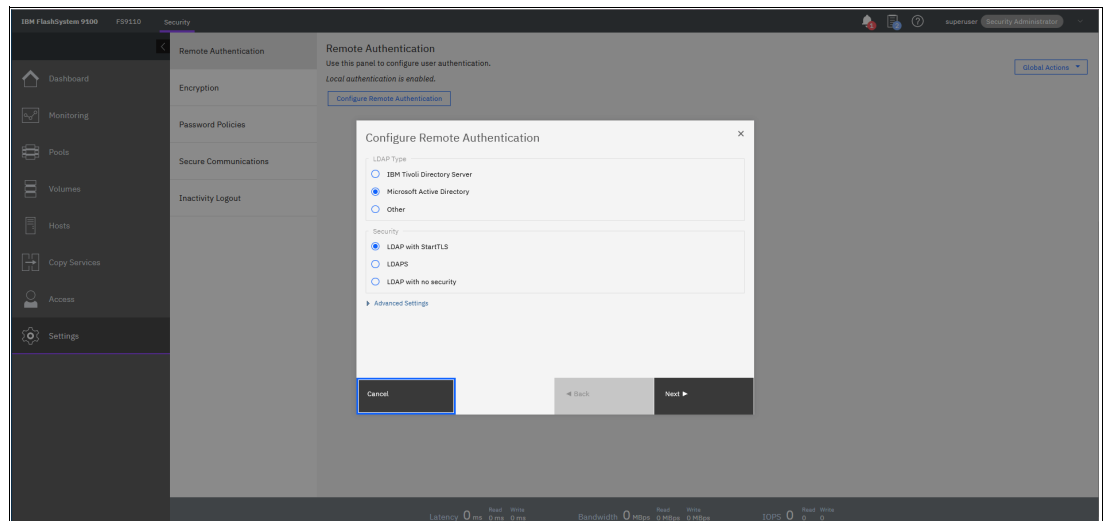 IBM FlashSystem 9100 FS9110 Security
superuser Security Administrator
Dashboard
Monitoring
Pools
Volumes
Hosts
Copy Services
Access
Settings
Remote Authentication
Encryption
Password Policies
Secure Communications
Inactivity Logout
Remote Authentication
Use this panel to configure user authentication.
Local authentication is enabled.
Configure Remote Authentication
Global Actions
Configure Remote Authentication
LDAP Type
IBM Tivoli Directory Server
Microsoft Active Directory
Other
Security
LDAP with StartTLS
LDAPS
LDAP with no security
Advanced Settings
Cancel
Back
Next
Latency 0 ms Read 0 ms Write 0 ms
Bandwidth 0 MBps Read 0 MBps Write 0 MBps
IOPS 0 Read 0 Write 0